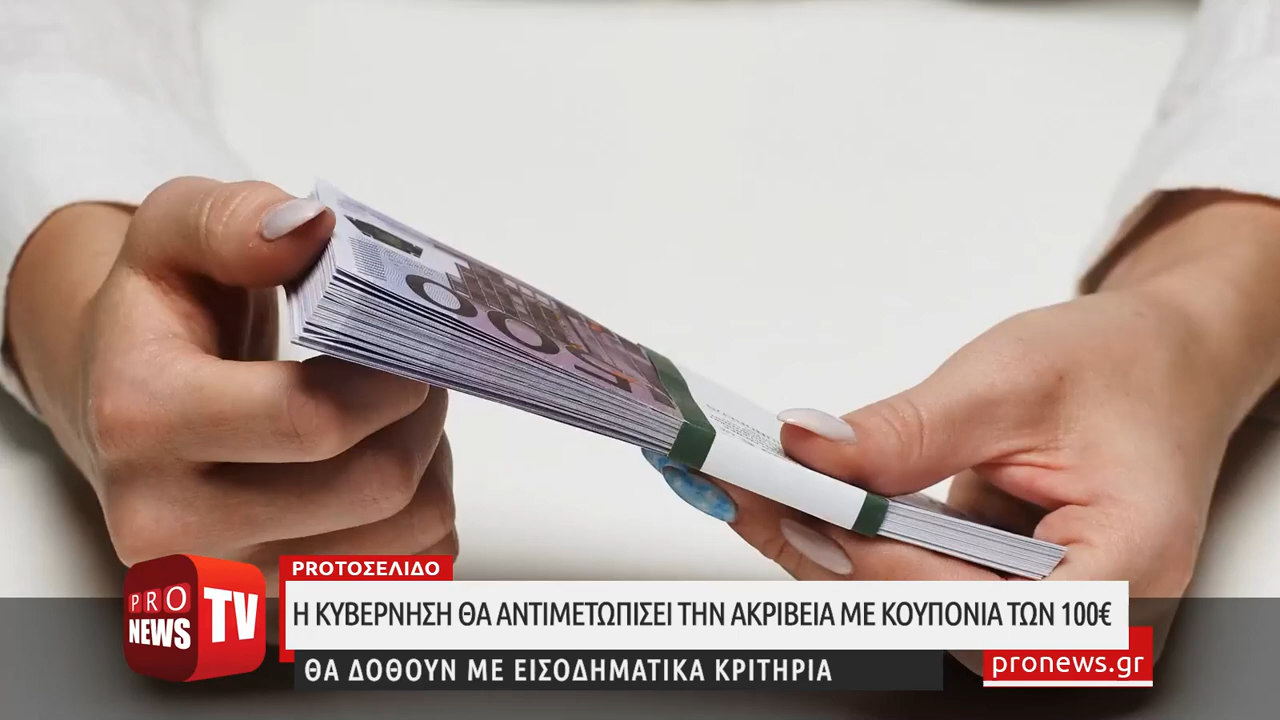 500
PROΤΟΣΕΛΙΔΟ
PRO
NEWS
TV
Η ΚΥΒΕΡΝΗΣΗ ΘΑ ΑΝΤΙΜΕΤΩΠΙΣΕΙ ΤΗΝ ΑΚΡΙΒΕΙΑ ΜΕ ΚΟΥΠΟΝΙΑ ΤΩΝ 100€
ΘΑ ΔΟΘΟΥΝ ΜΕ ΕΙΣΟΔΗΜΑΤΙΚΑ ΚΡΙΤΗΡΙΑ
pronews.gr